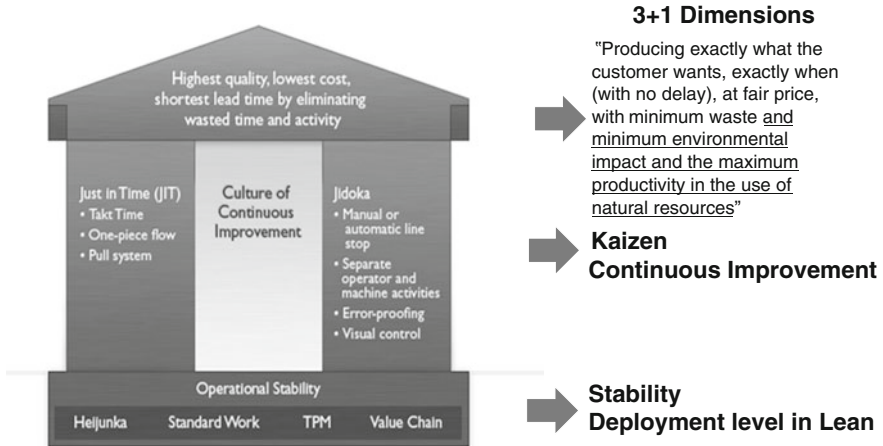 3+1 Dimensions
Highest quality, lowest cost,
shortest lead time by eliminating
wasted time and activity
"Producing exactly what the
customer wants, exactly when
(with no delay), at fair price,
with minimum waste and
minimum environmental
impact and the maximum
productivity in the use of
natural resources"
Just in Time (JIT)
• Takt Time
• One-piece flow
• Pull system
Culture of
Continuous
Improvement
Jidoka
• Manual or
automatic line
stop
• Separate
operator and
machine activities
• Error-proofing
• Visual control
Kaizen
Continuous Improvement
Operational Stability
Heijunka Standard Work TPM Value Chain
Stability
Deployment level in Lean